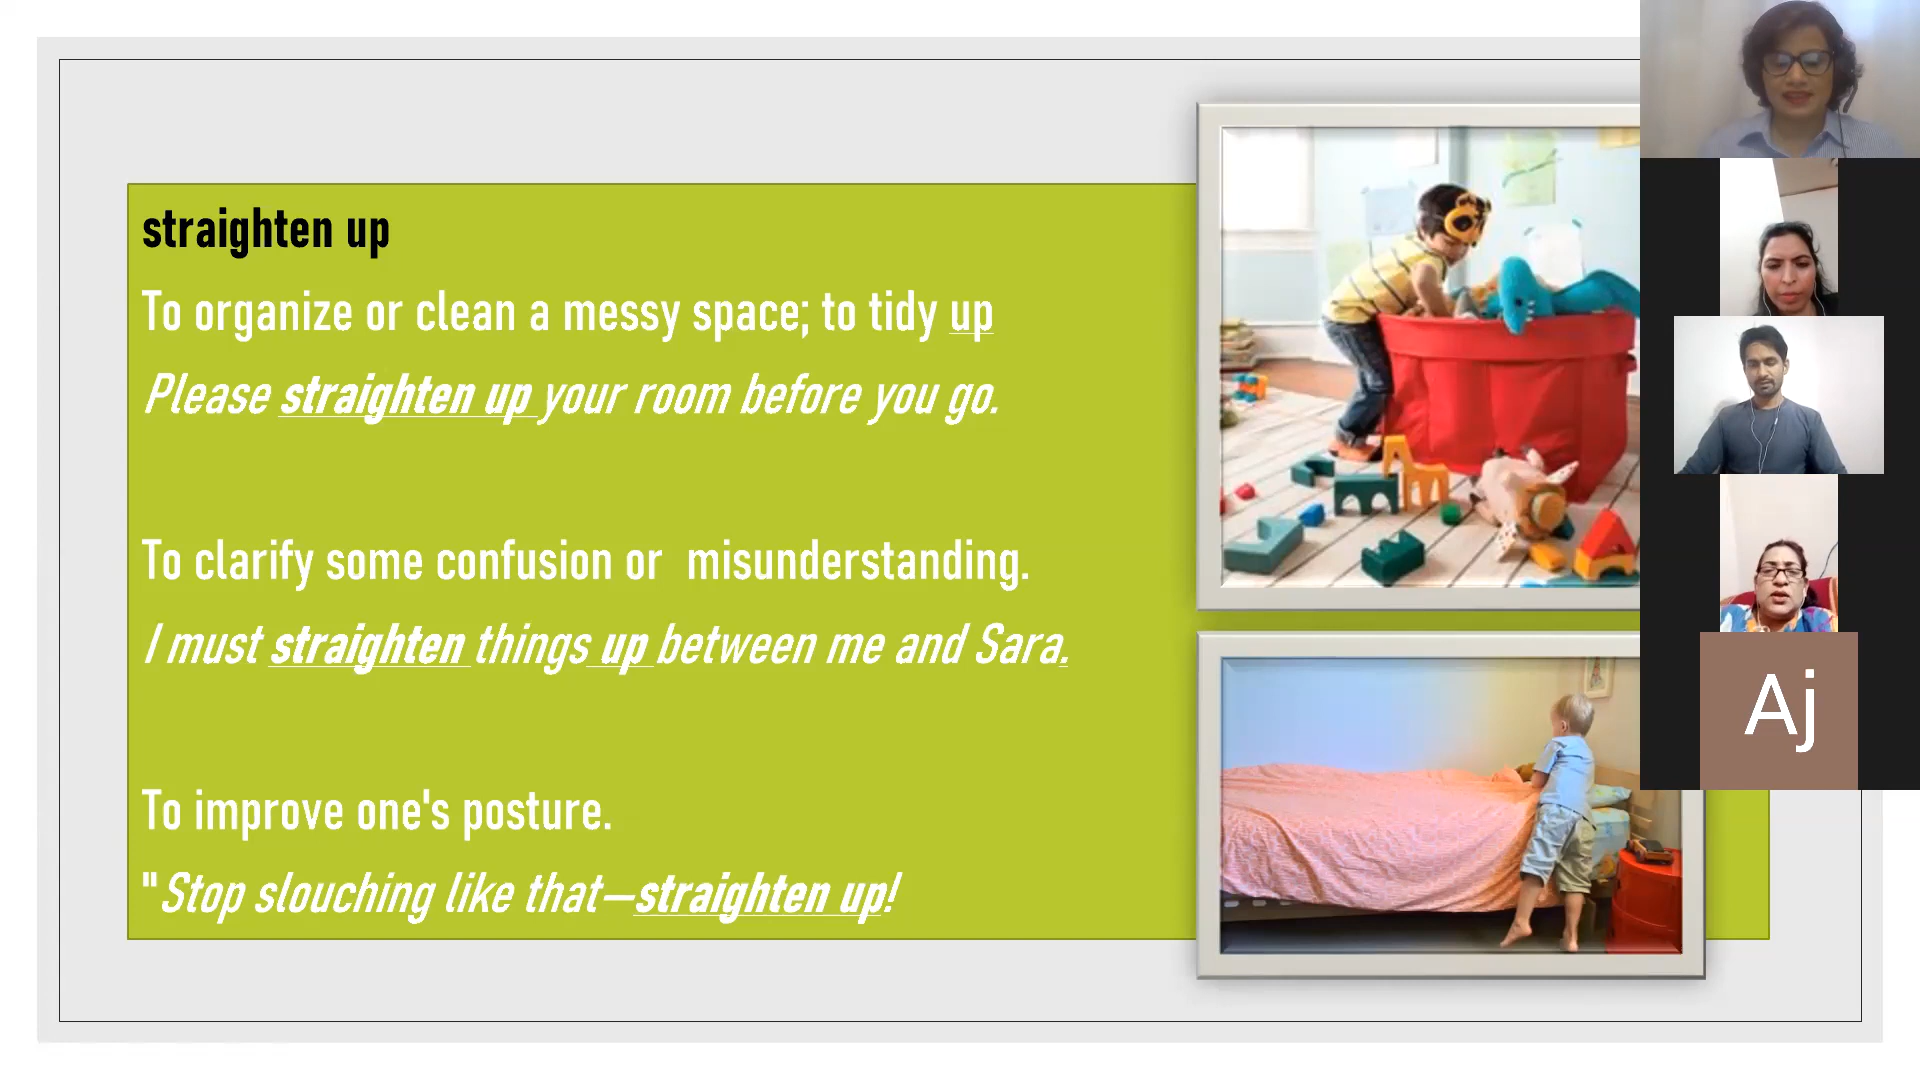 straighten up
To organize or clean a messy space; to tidy up
Please straighten up your room before you go.
To clarify some confusion or  misunderstanding.
I must straighten things up between me and Sara.
To improve one's posture.
"Stop slouching like that—straighten up!
Aj